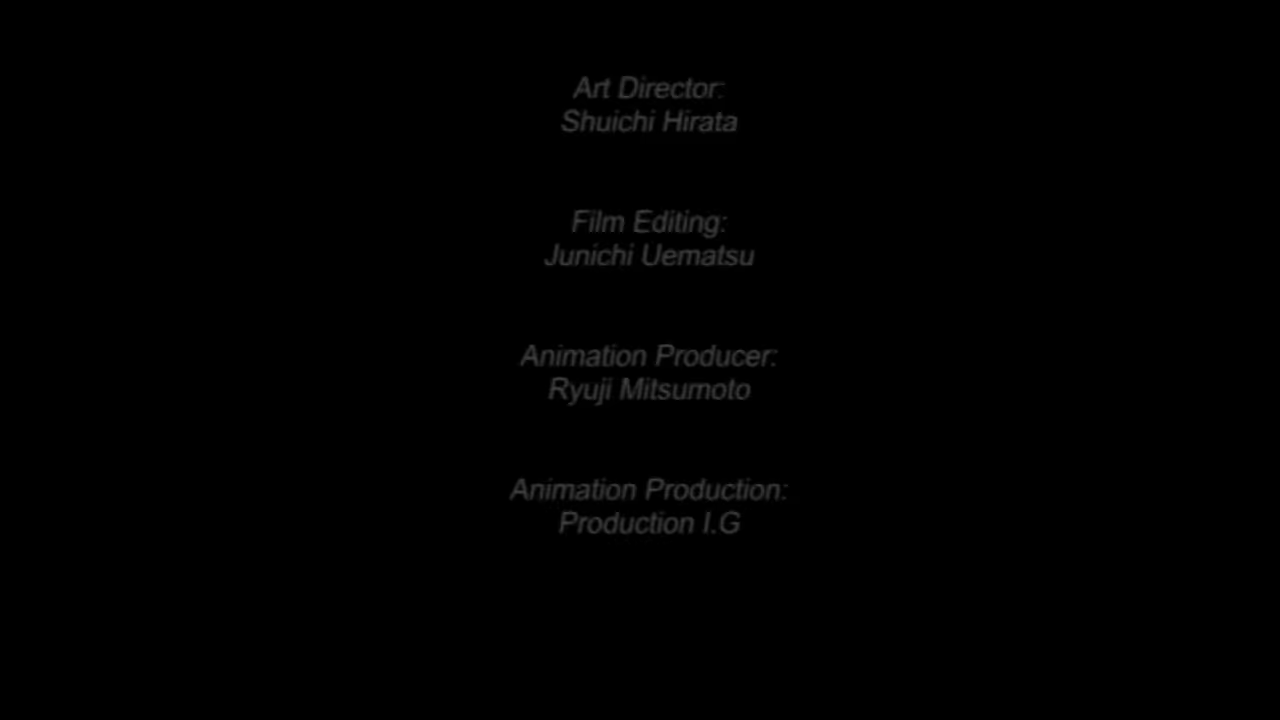 Art Director:
Shuichi Hirata
Film Editing:
Junichi Uematsu
Animation Producer:
Ryuji Mitsumoto
Animation Production:
Production I.G